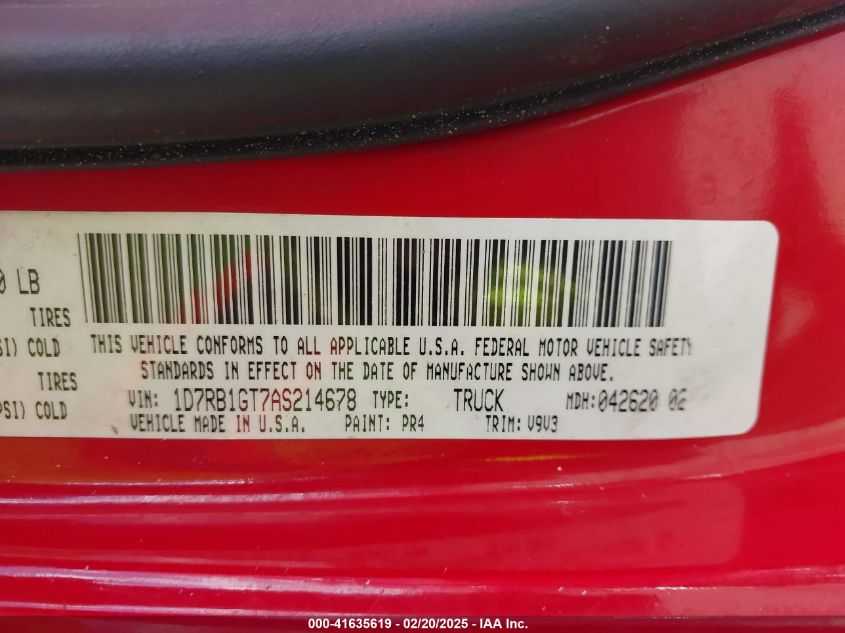 0 LB
TIRES
SI) COLD
TIRES
PSI) COLD
THIS VEHICLE CONFORMS TO ALL APPLICABLE U.S.A. FEDERAL MOTOR VEHICLE SAFETY
STANDARDS IN EFFECT ON THE DATE OF MANUFACTURE SHOWN ABOVE.
VIN: 1D7RB1GT7AS214678 TYPE: TRUCK MDH:042620 02
VEHICLE MADE IN U.S.A. PAINT: PR4 TRIM: V9V3
000-41635619 - 02/20/2025 - IAA Inc.